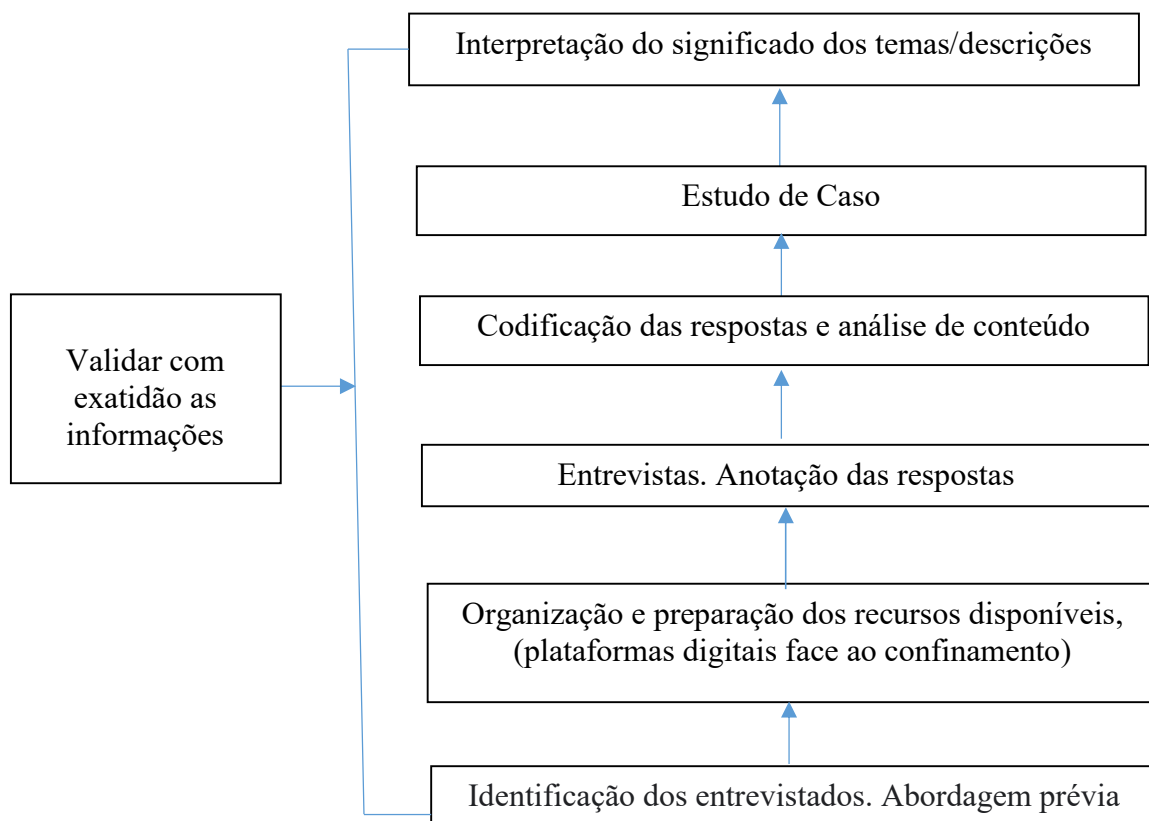 Interpretação do significado dos temas/descrições
Estudo de Caso
Codificação das respostas e análise de conteúdo
Validar com
exatidão as
informações
Entrevistas. Anotação das respostas
Organização e preparação dos recursos disponíveis,
(plataformas digitais face ao confinamento)
Identificação dos entrevistados. Abordagem prévia